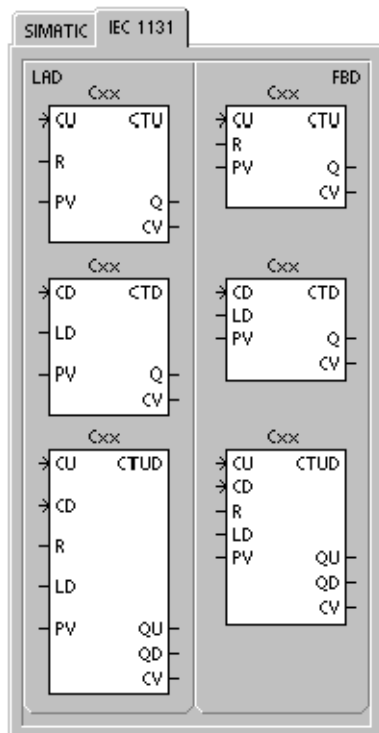 SIMATIC IEC 1131
LAD
Cxx
CU CTU
R
PV Q
CV
Cxx
CD CTD
LD
PV Q
CV
Cxx
CU CTUD
CD
R
LD
PV QU
QD
CV
FBD
Cxx
CU CTU
R
PV Q
CV
Cxx
CD CTD
LD
PV Q
CV
Cxx
CU CTUD
CD
R
LD
PV QU
QD
CV